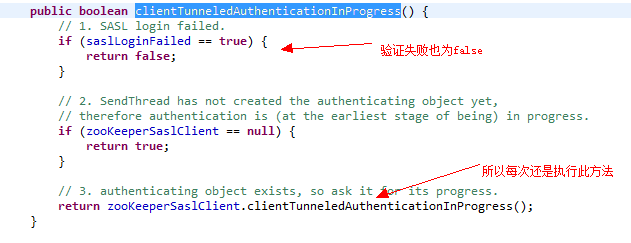 public boolean clientTunneledAuthenticationInProgress() {
// 1. SASL login failed.
if (saslLoginFailed == true) {
return false;
验证失败也为false
}
// 2. SendThread has not created the authenticating object yet,
// therefore authentication is (at the earliest stage of being) in progress.
if (zooKeeperSaslClient == null) {
return true;
}
所以每次还是执行此方法
// 3. authenticating object exists, so ask it for its progress.
return zooKeeperSaslClient.clientTunneledAuthenticationInProgress();
}